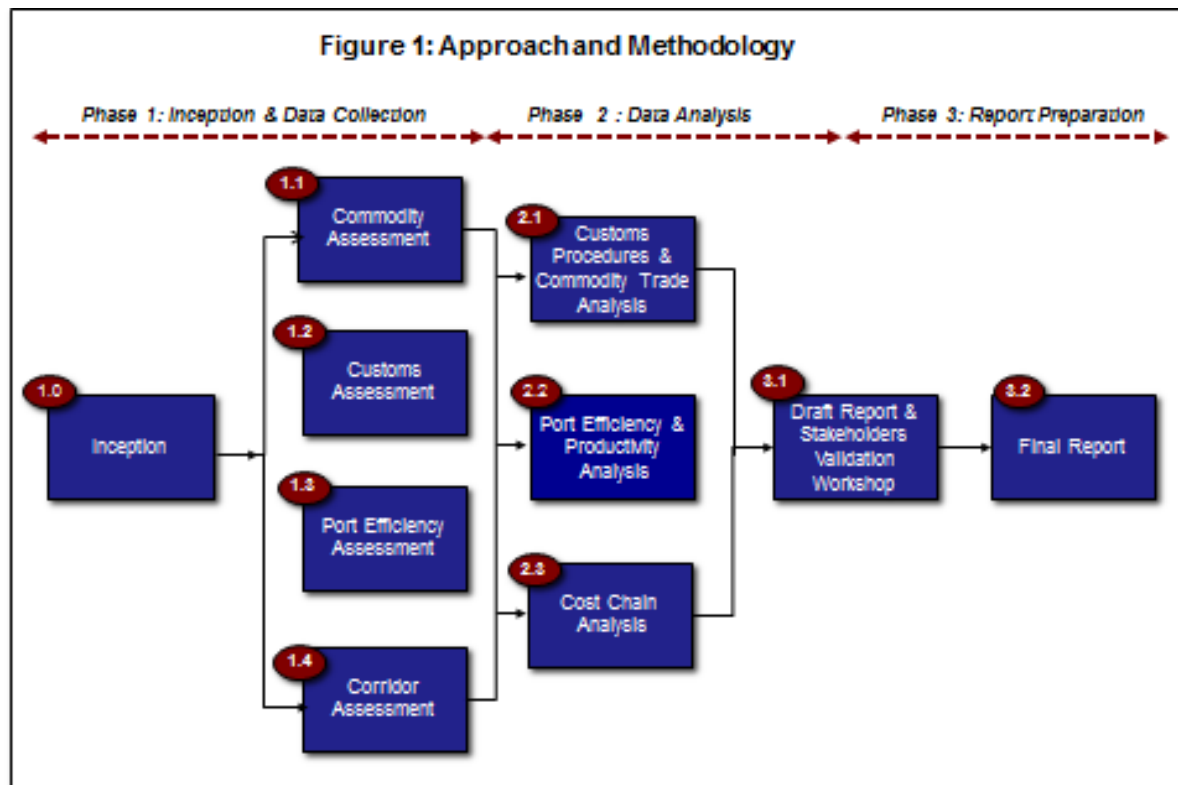 Figure 1: Approach and Methodology
Phase 1: Inception & Data Collection
Phase 2 : Data Analysis
Phase 3: Report Preparation
1.0
Inception
1.1
Commodity
Assessment
1.2
Customs
Assessment
1.3
Port Efficiency
Assessment
1.4
Corridor
Assessment
2.1
Customs
Procedures &
Commodity Trade
Analysis
2.2
Port Efficiency &
Productivity
Analysis
2.3
Cost Chain
Analysis
3.1
Draft Report &
Stakeholders
Validation
Workshop
3.2
Final Report